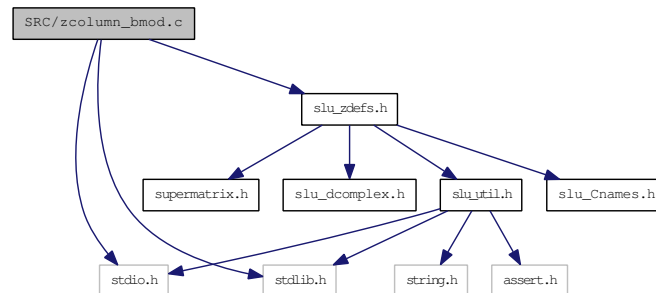 SRC/zcolumn_bmod.c
slu_zdefs.h
supermatrix.h
slu_dcomplex.h
slu_util.h
slu_Cnames.h
stdio.h
stdlib.h
string.h
assert.h